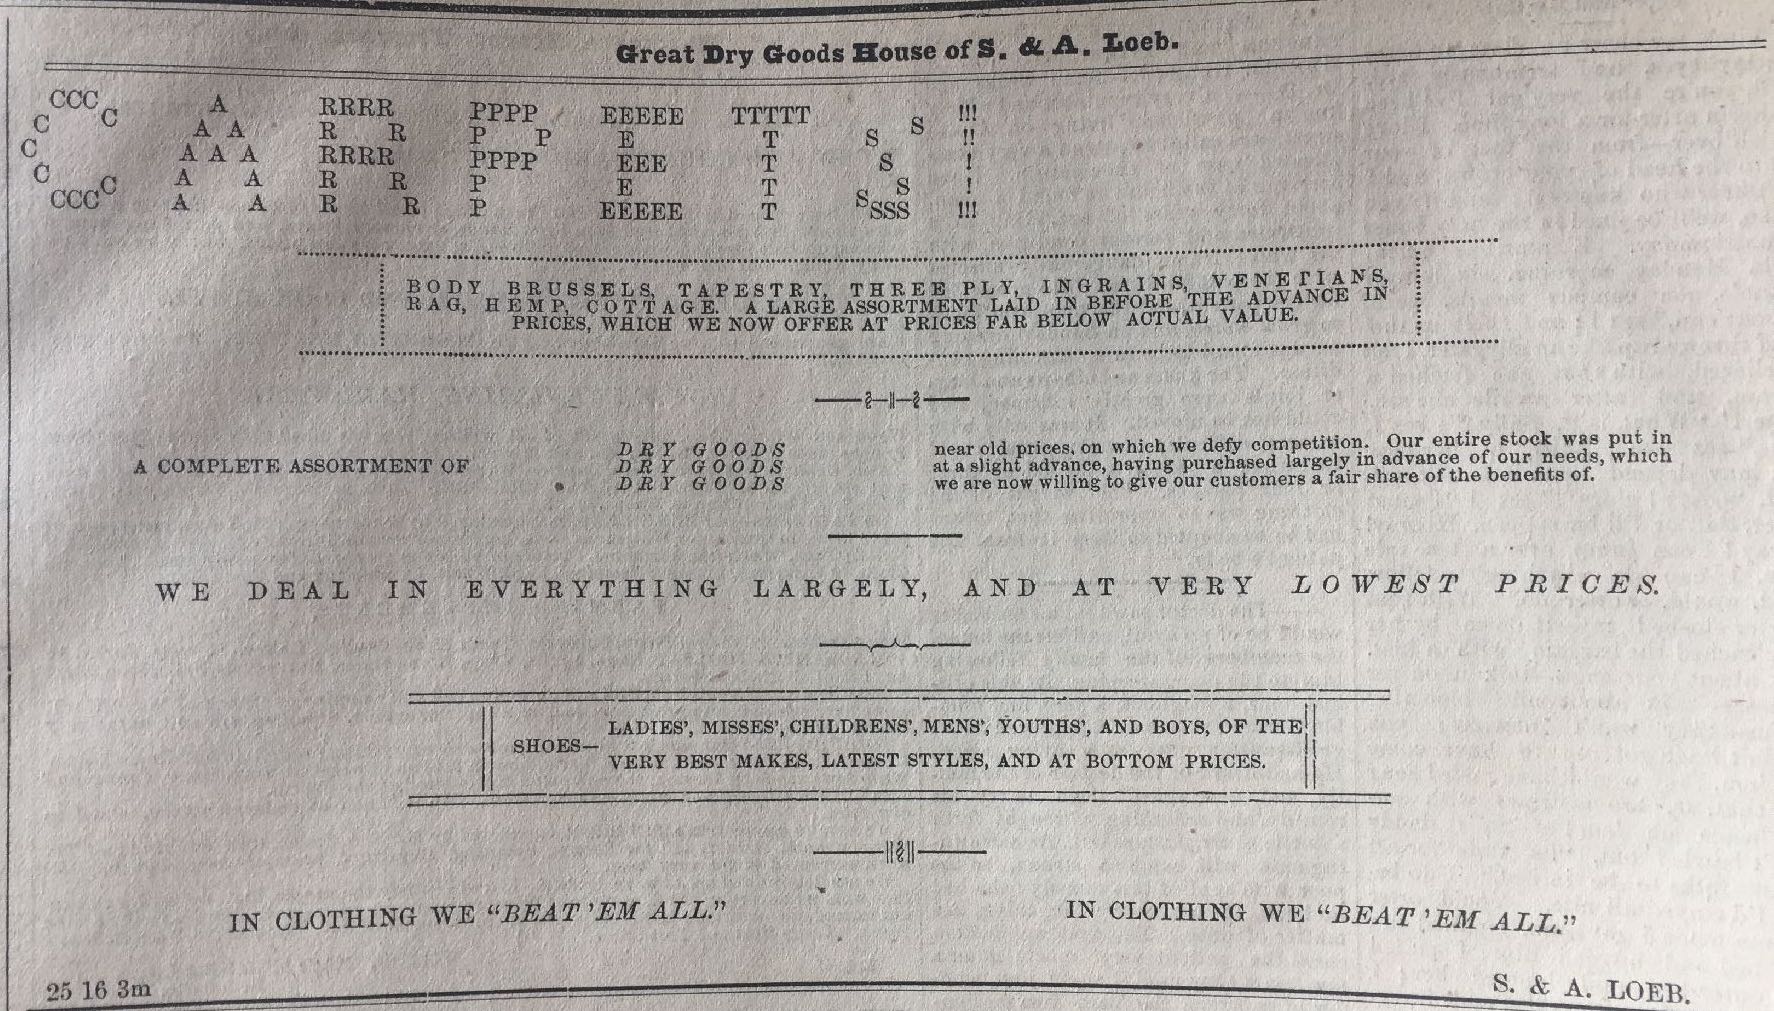 Great Dry Goods House of S. & A. Loeb.
CCCC A RRRR PPPP EEEEE TTTTT S !!!
C C A A R R P P E T S !!
C A A A RRRR PPPP EEE T S !
C C A A R R P E T S !
CCC A A R R P EEEEE T SSSS !!!
BODY BRUSSELS, TAPESTRY, THREE PLY, INGRAINS, VENETIANS,
RAG, HEMP, COTTAGE. A LARGE ASSORTMENT LAID IN BEFORE THE ADVANCE IN
PRICES, WHICH WE NOW OFFER AT PRICES FAR BELOW ACTUAL VALUE.
A COMPLETE ASSORTMENT OF
DRY GOODS
DRY GOODS
DRY GOODS
near old prices, on which we defy competition. Our entire stock was put in
at a slight advance, having purchased largely in advance of our needs, which
we are now willing to give our customers a fair share of the benefits of.
WE DEAL IN EVERYTHING LARGELY, AND AT VERY LOWEST PRICES.
SHOES—
LADIES', MISSES', CHILDRENS', MENS', YOUTHS', AND BOYS, OF THE
VERY BEST MAKES, LATEST STYLES, AND AT BOTTOM PRICES.
IN CLOTHING WE "BEAT 'EM ALL." IN CLOTHING WE "BEAT 'EM ALL."
25 16 3m S. & A. LOEB.